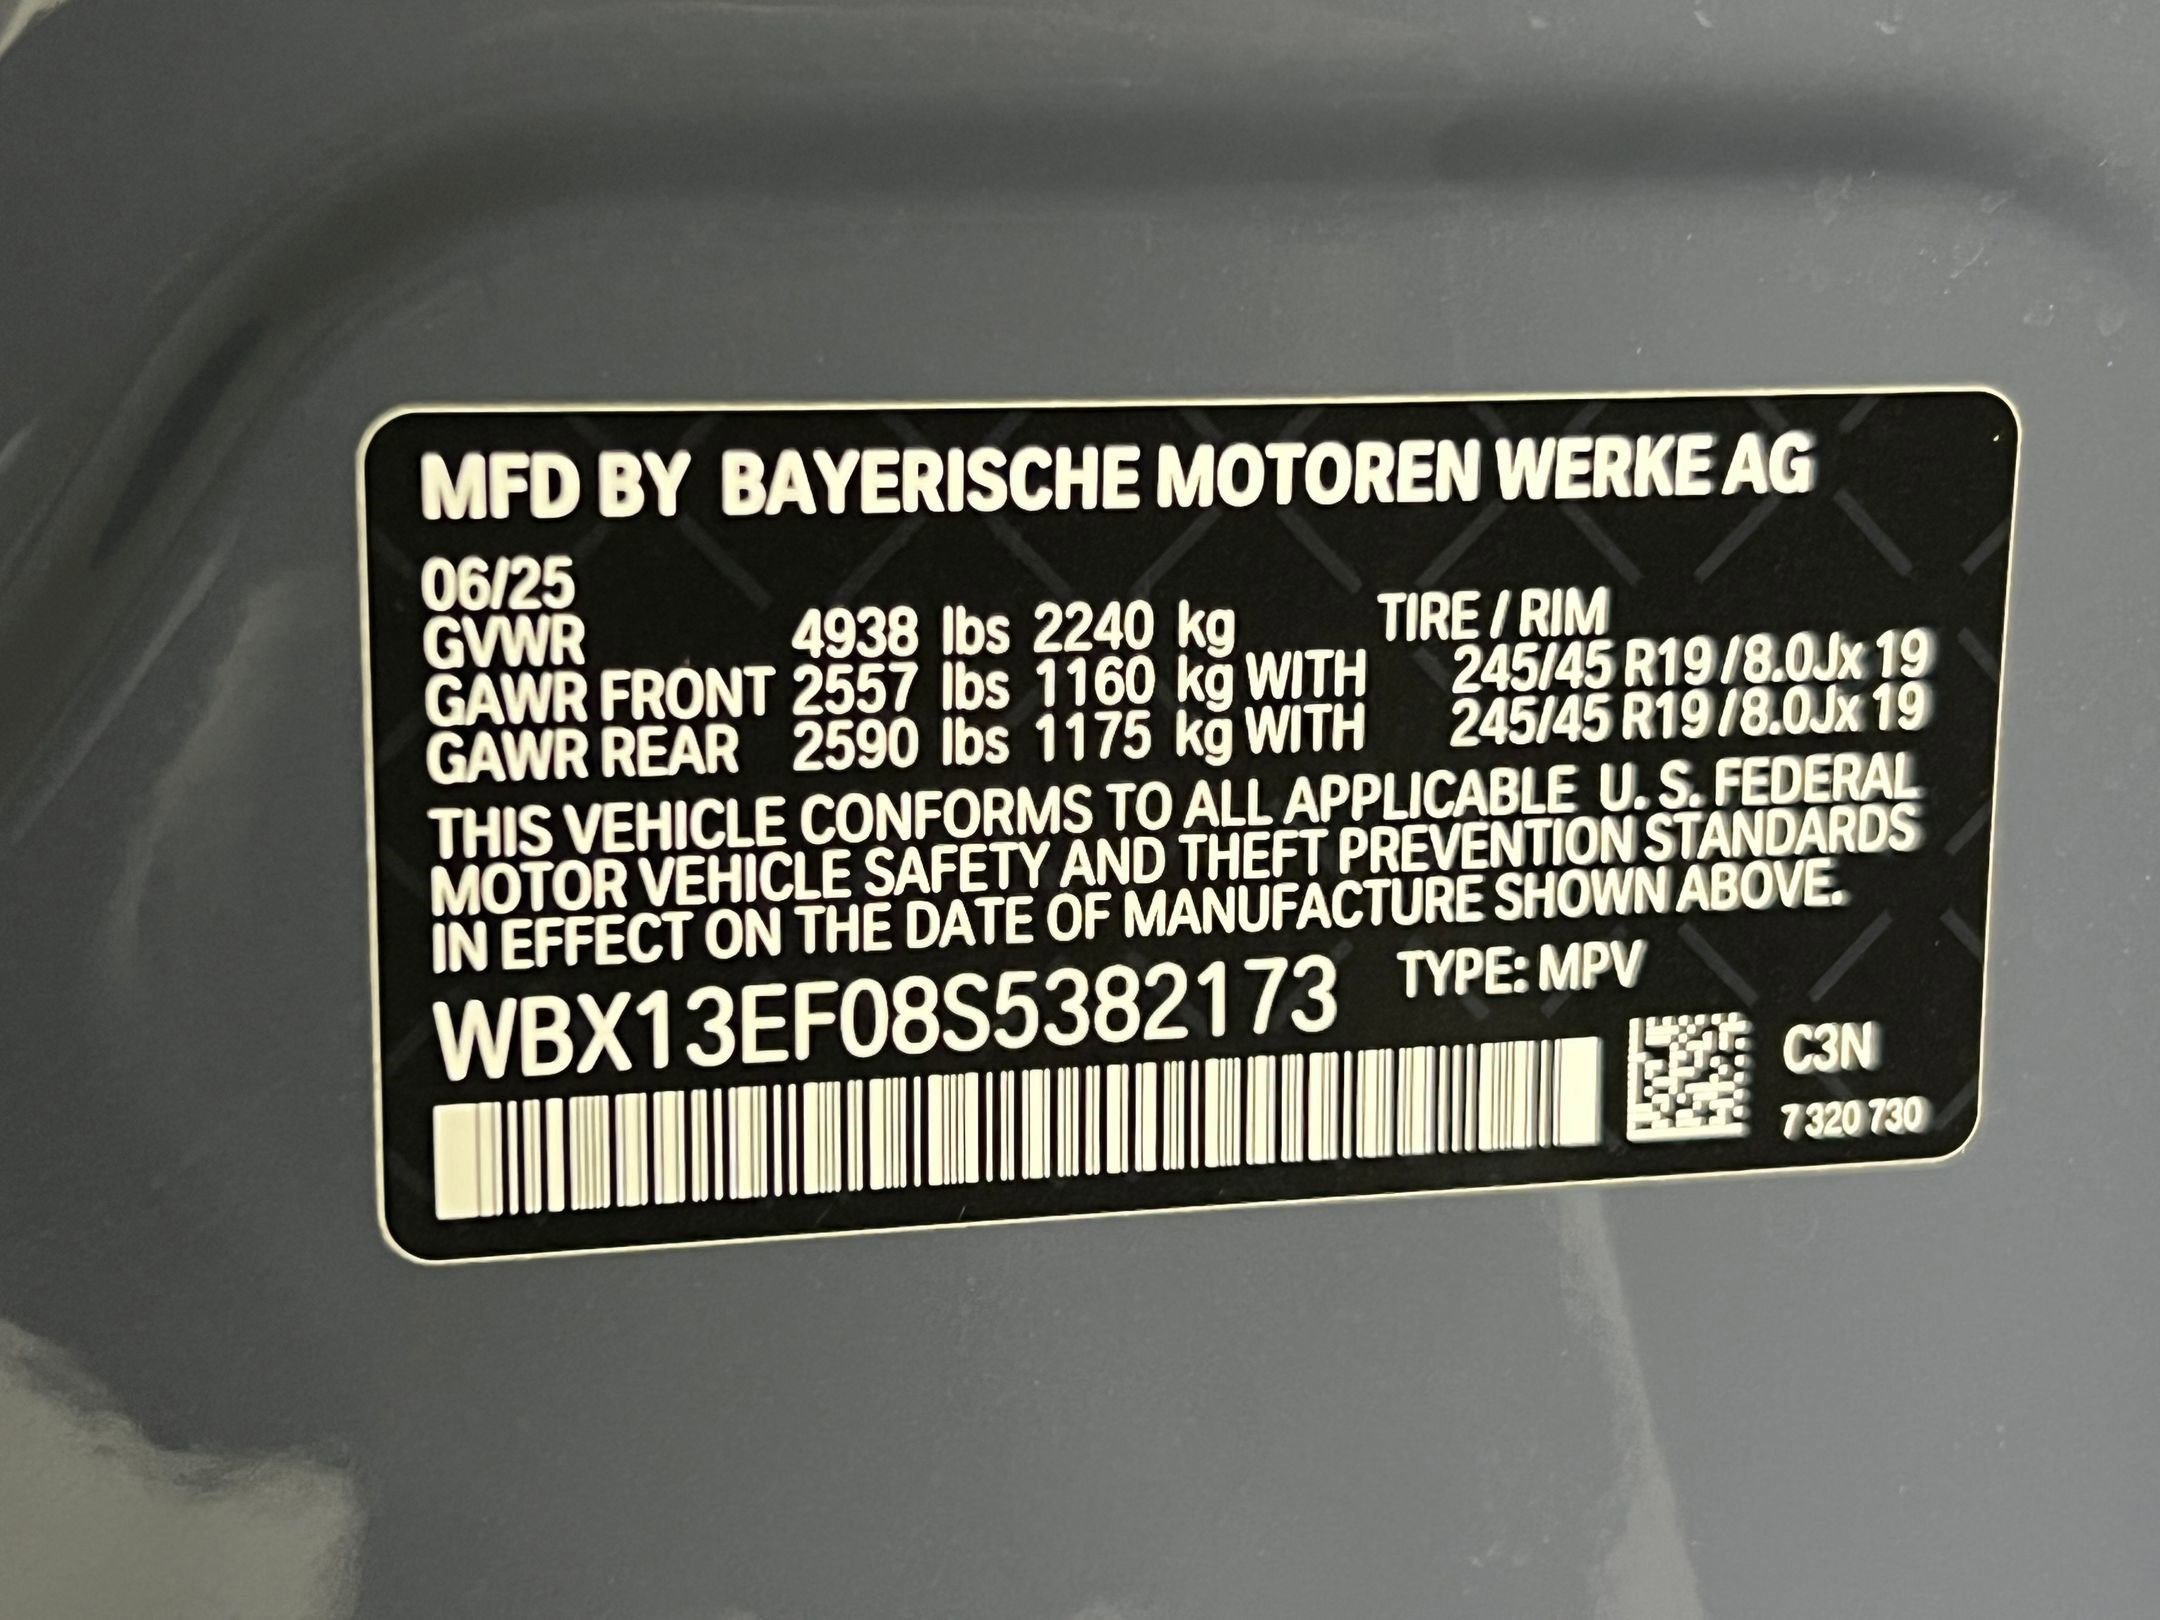 MFD BY BAYERISCHE MOTOREN WERKE AG
06/25
GVWR 4938 lbs 2240 kg TIRE / RIM
GAWR FRONT 2557 lbs 1160 kg WITH 245/45 R19 /8.0Jx 19
GAWR REAR 2590 lbs 1175 kg WITH 245/45 R19 /8.0Jx 19
THIS VEHICLE CONFORMS TO ALL APPLICABLE U. S. FEDERAL
MOTOR VEHICLE SAFETY AND THEFT PREVENTION STANDARDS
IN EFFECT ON THE DATE OF MANUFACTURE SHOWN ABOVE.
WBX13EF08S5382173 TYPE: MPV
C3N
7 320 730